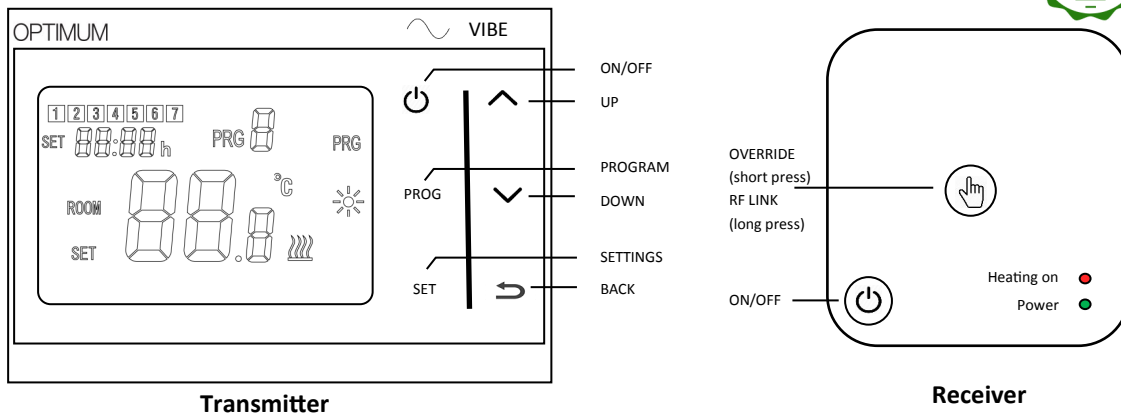 OPTIMUM
VIBE
1 2 3 4 5 6 7
SET 88:88 h
PRG 8
PRG
88.8 °C
ROOM
SET
PROG
SET
ON/OFF
UP
PROGRAM
DOWN
SETTINGS
BACK
Transmitter
OVERRIDE
(short press)
RF LINK
(long press)
ON/OFF
Heating on
Power
Receiver